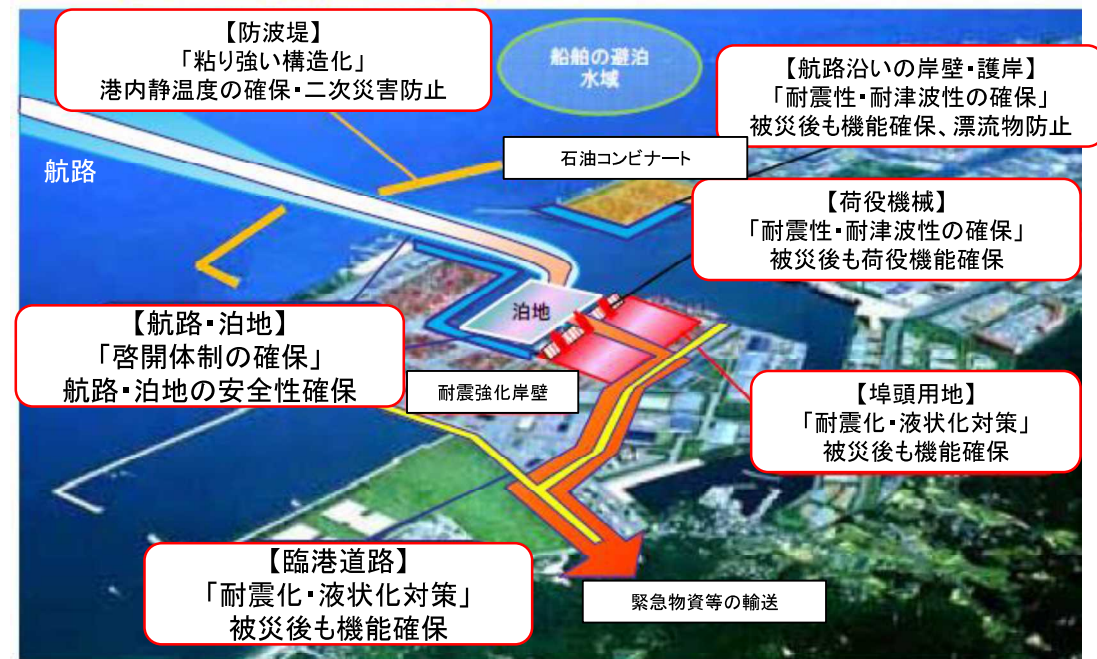 【防波堤】
「粘り強い構造化」
港内静温度の確保・二次災害防止
船舶の避泊
水域
【航路沿いの岸壁・護岸】
「耐震性・耐津波性の確保」
被災後も機能確保、漂流物防止
航路
石油コンビナート
【荷役機械】
「耐震性・耐津波性の確保」
被災後も荷役機能確保
泊地
【航路・泊地】
「啓開体制の確保」
航路・泊地の安全性確保
耐震強化岸壁
【埠頭用地】
「耐震化・液状化対策」
被災後も機能確保
【臨港道路】
「耐震化・液状化対策」
被災後も機能確保
緊急物資等の輸送